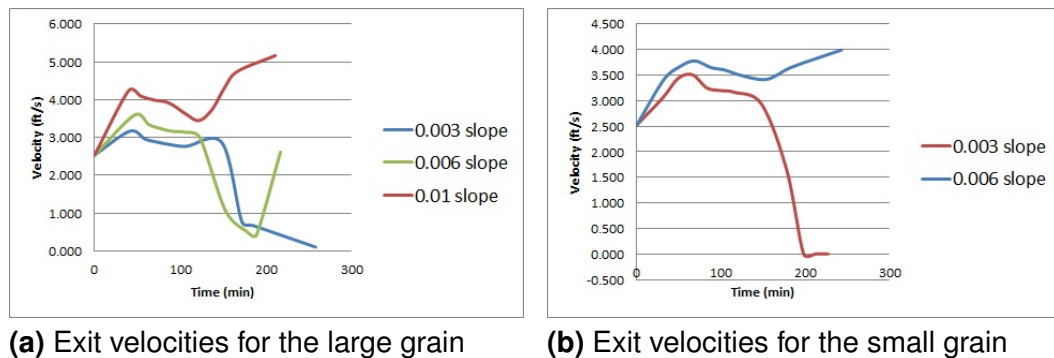 6.000
5.000
4.000
3.000
2.000
1.000
0.000
Velocity (ft/s)
0 100 200 300
Time (min)
0.003 slope
0.006 slope
0.01 slope
(a) Exit velocities for the large grain
4.500
4.000
3.500
3.000
2.500
2.000
1.500
1.000
0.500
0.000
-0.500
Velocity (ft/s)
0 100 200 300
Time (min)
0.003 slope
0.006 slope
(b) Exit velocities for the small grain